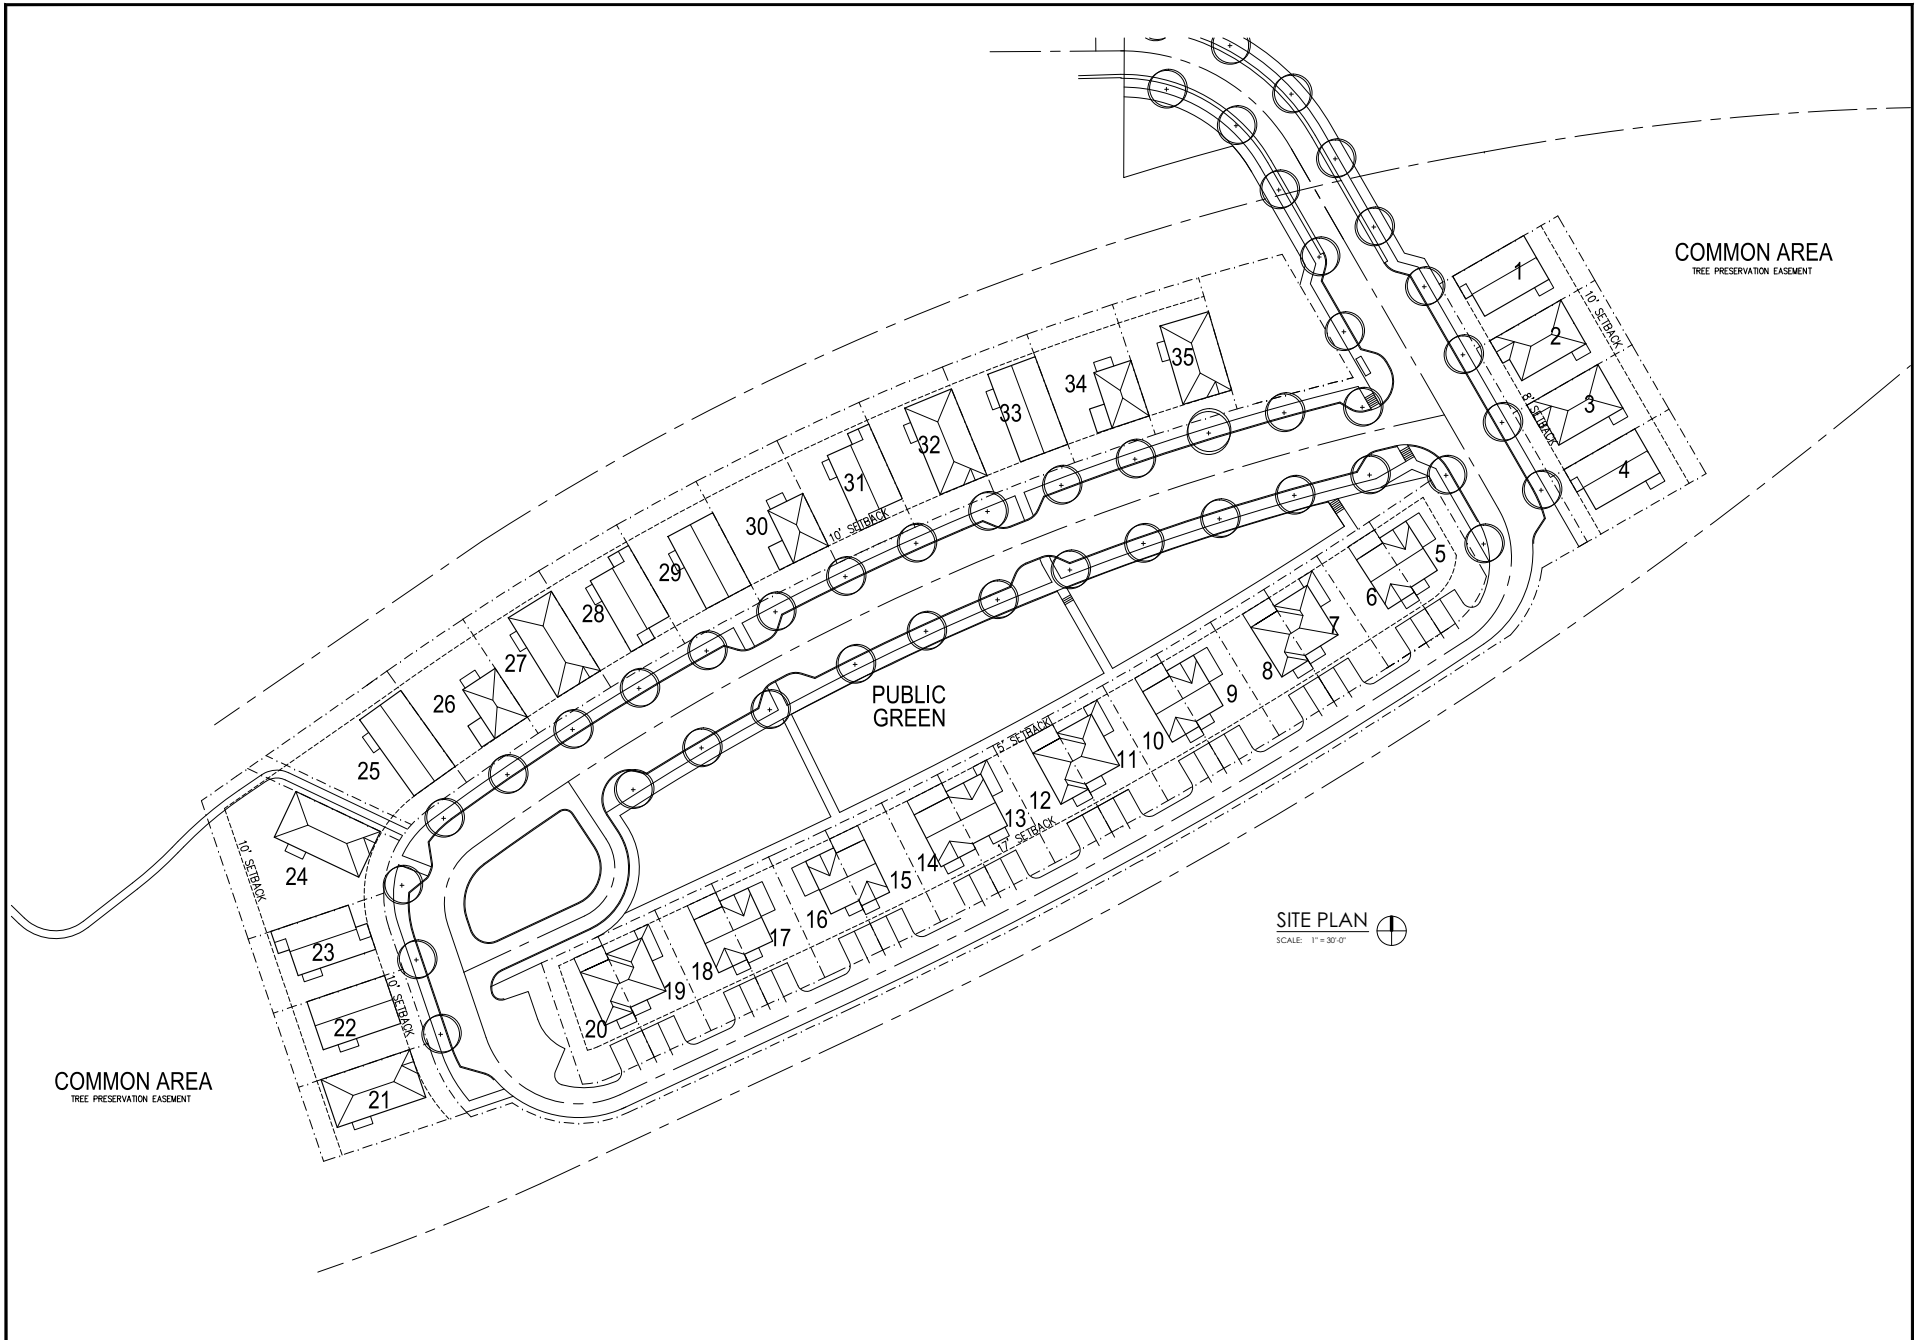 COMMON AREA
TREE PRESERVATION EASEMENT
1
2
10' SETBACK
3
8' SETBACK
4
35
34
33
32
31
10' SETBACK
30
29
28
27
26
25
5
6
7
8
9
10
PUBLIC
GREEN
5' SETBACK
11
12
13
17' SETBACK
14
15
16
17
18
19
20
24
10' SETBACK
23
10' SETBACK
22
21
COMMON AREA
TREE PRESERVATION EASEMENT
SITE PLAN
SCALE: 1" = 30'-0"